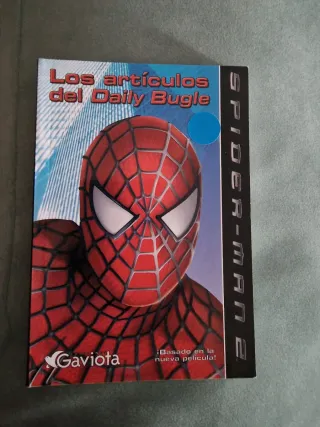 Los artículos
del Daily Bugle
SPIDER-MAN 2
Gaviota
¡Basado en la
nueva película!